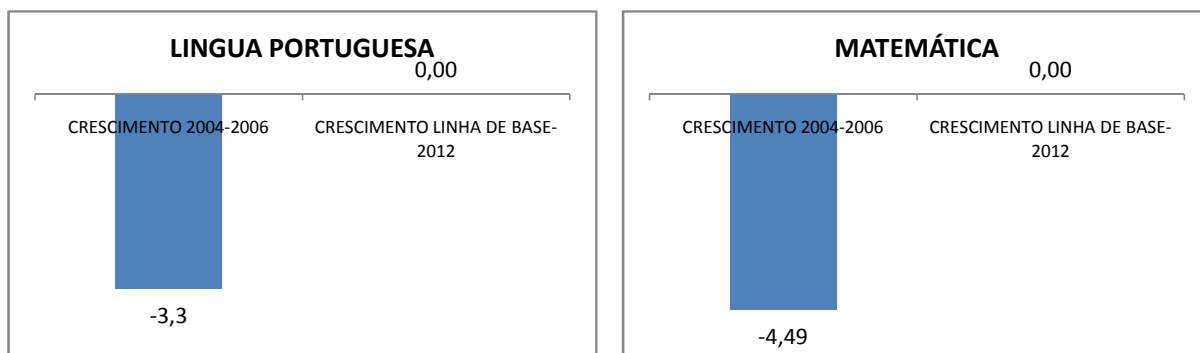 LINGUA PORTUGUESA
0,00
CRESCIMENTO 2004-2006
CRESCIMENTO LINHA DE BASE-
2012
-3,3
MATEMÁTICA
0,00
CRESCIMENTO 2004-2006
CRESCIMENTO LINHA DE BASE-
2012
-4,49